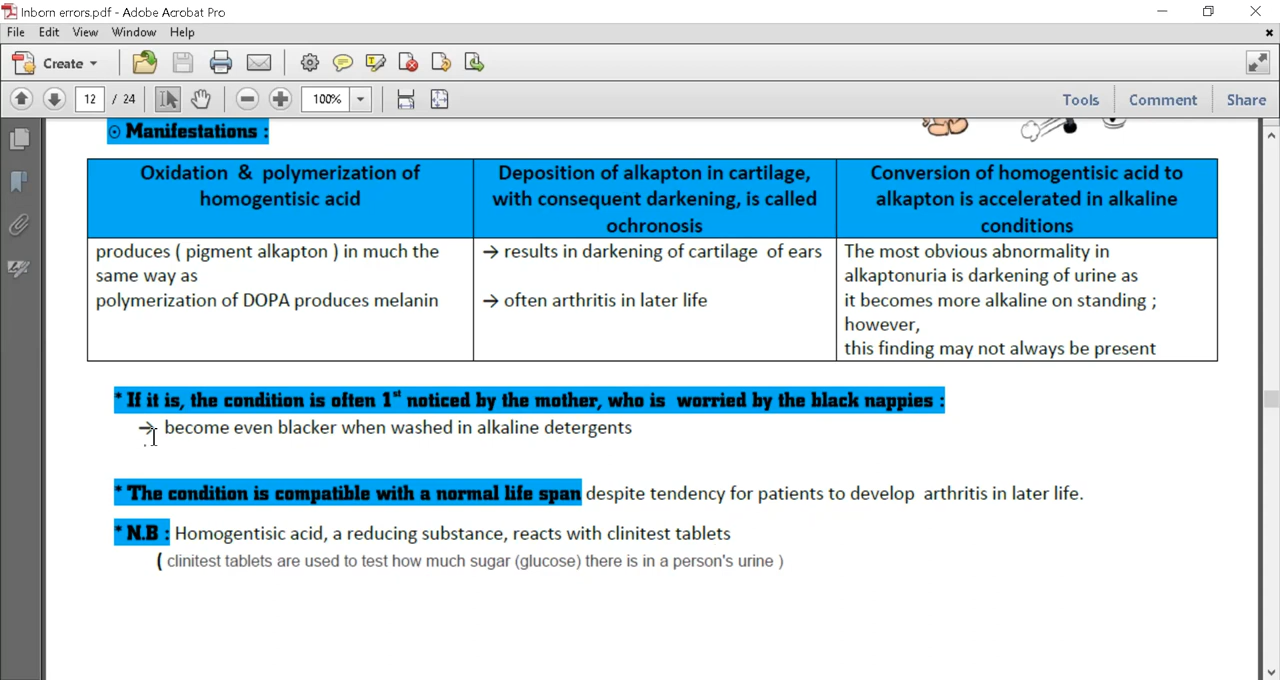 Inborn errors.pdf - Adobe Acrobat Pro
File Edit View Window Help
Create
12 / 24 100% Tools Comment Share
⊙ Manifestations :
Oxidation & polymerization of
homogentisic acid
Deposition of alkapton in cartilage,
with consequent darkening, is called
ochronosis
Conversion of homogentisic acid to
alkapton is accelerated in alkaline
conditions
produces ( pigment alkapton ) in much the
same way as
polymerization of DOPA produces melanin
→ results in darkening of cartilage of ears
→ often arthritis in later life
The most obvious abnormality in
alkaptonuria is darkening of urine as
it becomes more alkaline on standing ;
however,
this finding may not always be present
* If it is, the condition is often 1st noticed by the mother, who is worried by the black nappies :
→ become even blacker when washed in alkaline detergents
* The condition is compatible with a normal life span despite tendency for patients to develop arthritis in later life.
* N.B : Homogentisic acid, a reducing substance, reacts with clinitest tablets
( clinitest tablets are used to test how much sugar (glucose) there is in a person's urine )